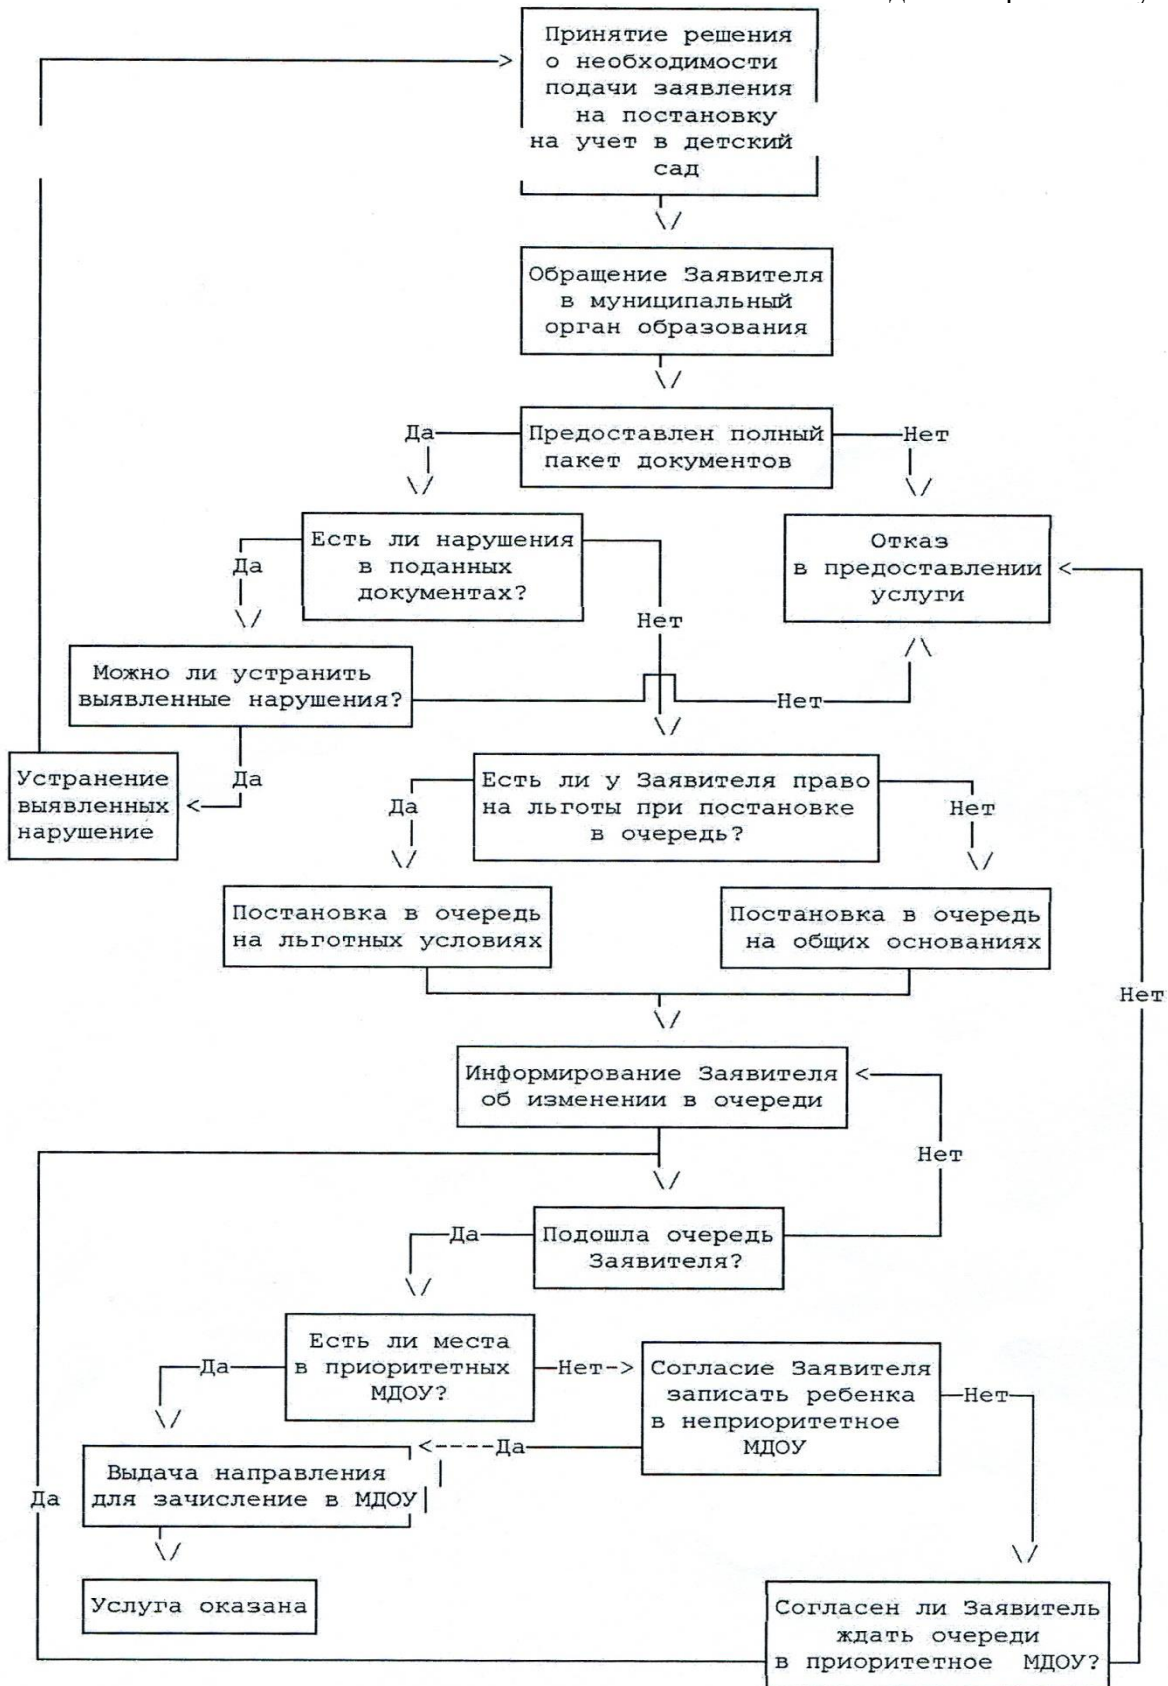 Принятие решения
о необходимости
подачи заявления
на постановку
на учет в детский
сад
Обращение Заявителя
в муниципальный
орган образования
Да
Предоставлен полный
пакет документов
Нет
Есть ли нарушения
в поданных
документах?
Да
Нет
Отказ
в предоставлении
услуги
Можно ли устранить
выявленные нарушения?
Нет
Да
Устранение
выявленных
нарушение
Есть ли у Заявителя право
на льготы при постановке
в очередь?
Да
Нет
Постановка в очередь
на льготных условиях
Постановка в очередь
на общих основаниях
Нет
Информирование Заявителя
об изменении в очереди
Нет
Да
Подошла очередь
Заявителя?
Есть ли места
в приоритетных
МДОУ?
Да
Нет
Согласие Заявителя
записать ребенка
в неприоритетное
МДОУ
Нет
Да
Выдача направления
для зачисление в МДОУ
Да
Услуга оказана
Согласен ли Заявитель
ждать очереди
в приоритетное МДОУ?